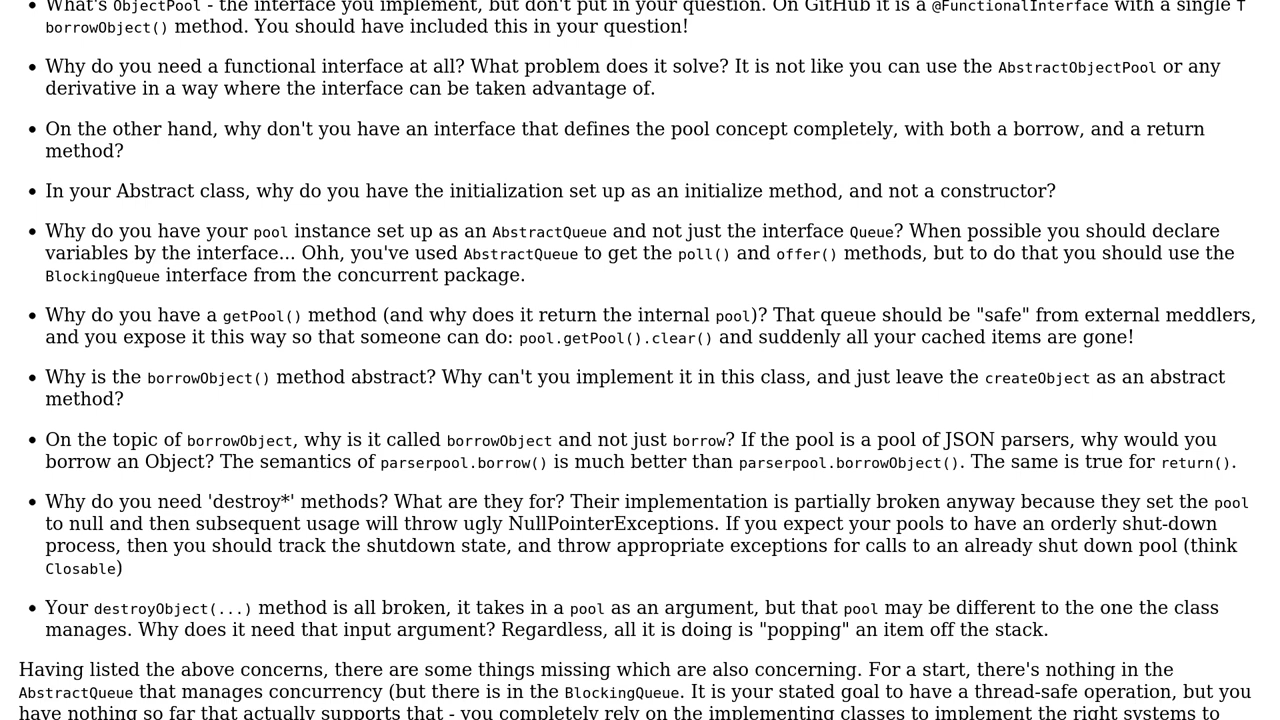 What's ObjectPool - the interface you implement, but don't put in your question. On GitHub it is a @FunctionalInterface with a single T
borrowObject() method. You should have included this in your question!
Why do you need a functional interface at all? What problem does it solve? It is not like you can use the AbstractObjectPool or any
derivative in a way where the interface can be taken advantage of.
On the other hand, why don't you have an interface that defines the pool concept completely, with both a borrow, and a return
method?
In your Abstract class, why do you have the initialization set up as an initialize method, and not a constructor?
Why do you have your pool instance set up as an AbstractQueue and not just the interface Queue? When possible you should declare
variables by the interface... Ohh, you've used AbstractQueue to get the poll() and offer() methods, but to do that you should use the
BlockingQueue interface from the concurrent package.
Why do you have a getPool() method (and why does it return the internal pool)? That queue should be "safe" from external meddlers,
and you expose it this way so that someone can do: pool.getPool().clear() and suddenly all your cached items are gone!
Why is the borrowObject() method abstract? Why can't you implement it in this class, and just leave the createObject as an abstract
method?
On the topic of borrowObject, why is it called borrowObject and not just borrow? If the pool is a pool of JSON parsers, why would you
borrow an Object? The semantics of parserpool.borrow() is much better than parserpool.borrowObject(). The same is true for return().
Why do you need 'destroy*' methods? What are they for? Their implementation is partially broken anyway because they set the pool
to null and then subsequent usage will throw ugly NullPointerExceptions. If you expect your pools to have an orderly shut-down
process, then you should track the shutdown state, and throw appropriate exceptions for calls to an already shut down pool (think
Closable)
Your destroyObject(...) method is all broken, it takes in a pool as an argument, but that pool may be different to the one the class
manages. Why does it need that input argument? Regardless, all it is doing is "popping" an item off the stack.
Having listed the above concerns, there are some things missing which are also concerning. For a start, there's nothing in the
AbstractQueue that manages concurrency (but there is in the BlockingQueue. It is your stated goal to have a thread-safe operation, but you
have nothing so far that actually supports that - you completely rely on the implementing classes to implement the right systems to